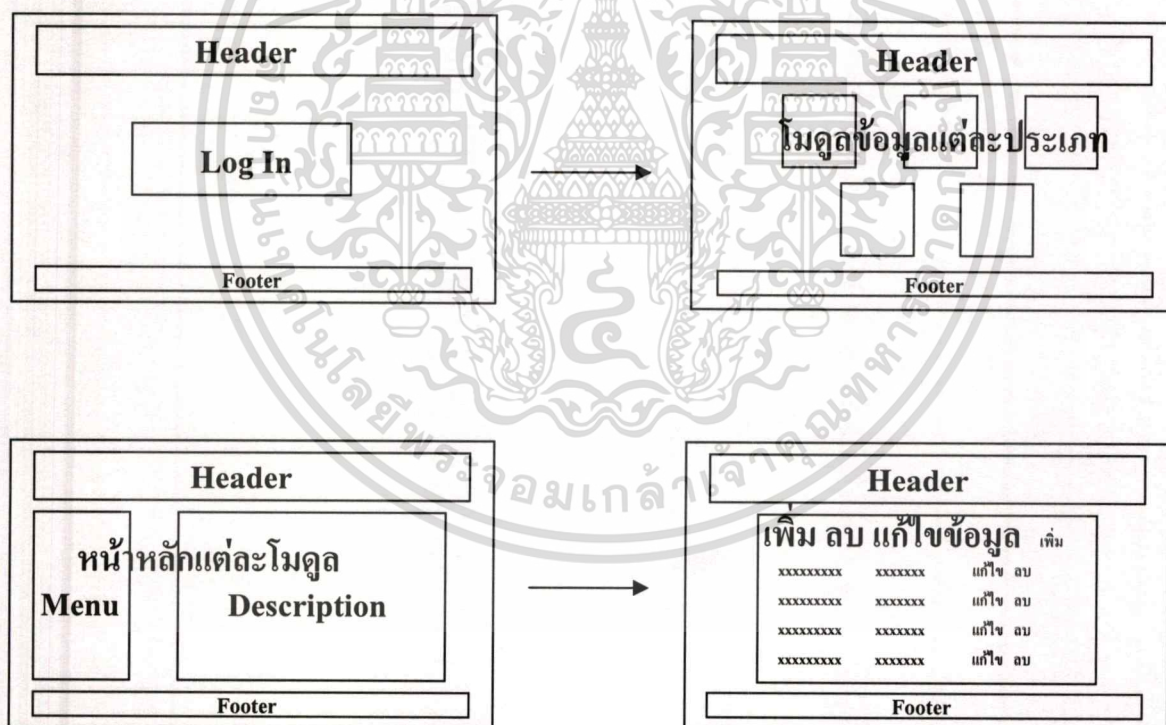 Header
Log In
Footer
Header
โมดูลข้อมูลแต่ละประเภท
Footer
Header
หน้าหลักแต่ละโมดูล
Menu Description
Footer
Header
เพิ่ม ลบ แก้ไขข้อมูล เพิ่ม
xxxxxxxxx xxxxxxx แก้ไข ลบ
xxxxxxxxx xxxxxxx แก้ไข ลบ
xxxxxxxxx xxxxxxx แก้ไข ลบ
xxxxxxxxx xxxxxxx แก้ไข ลบ
Footer
๔